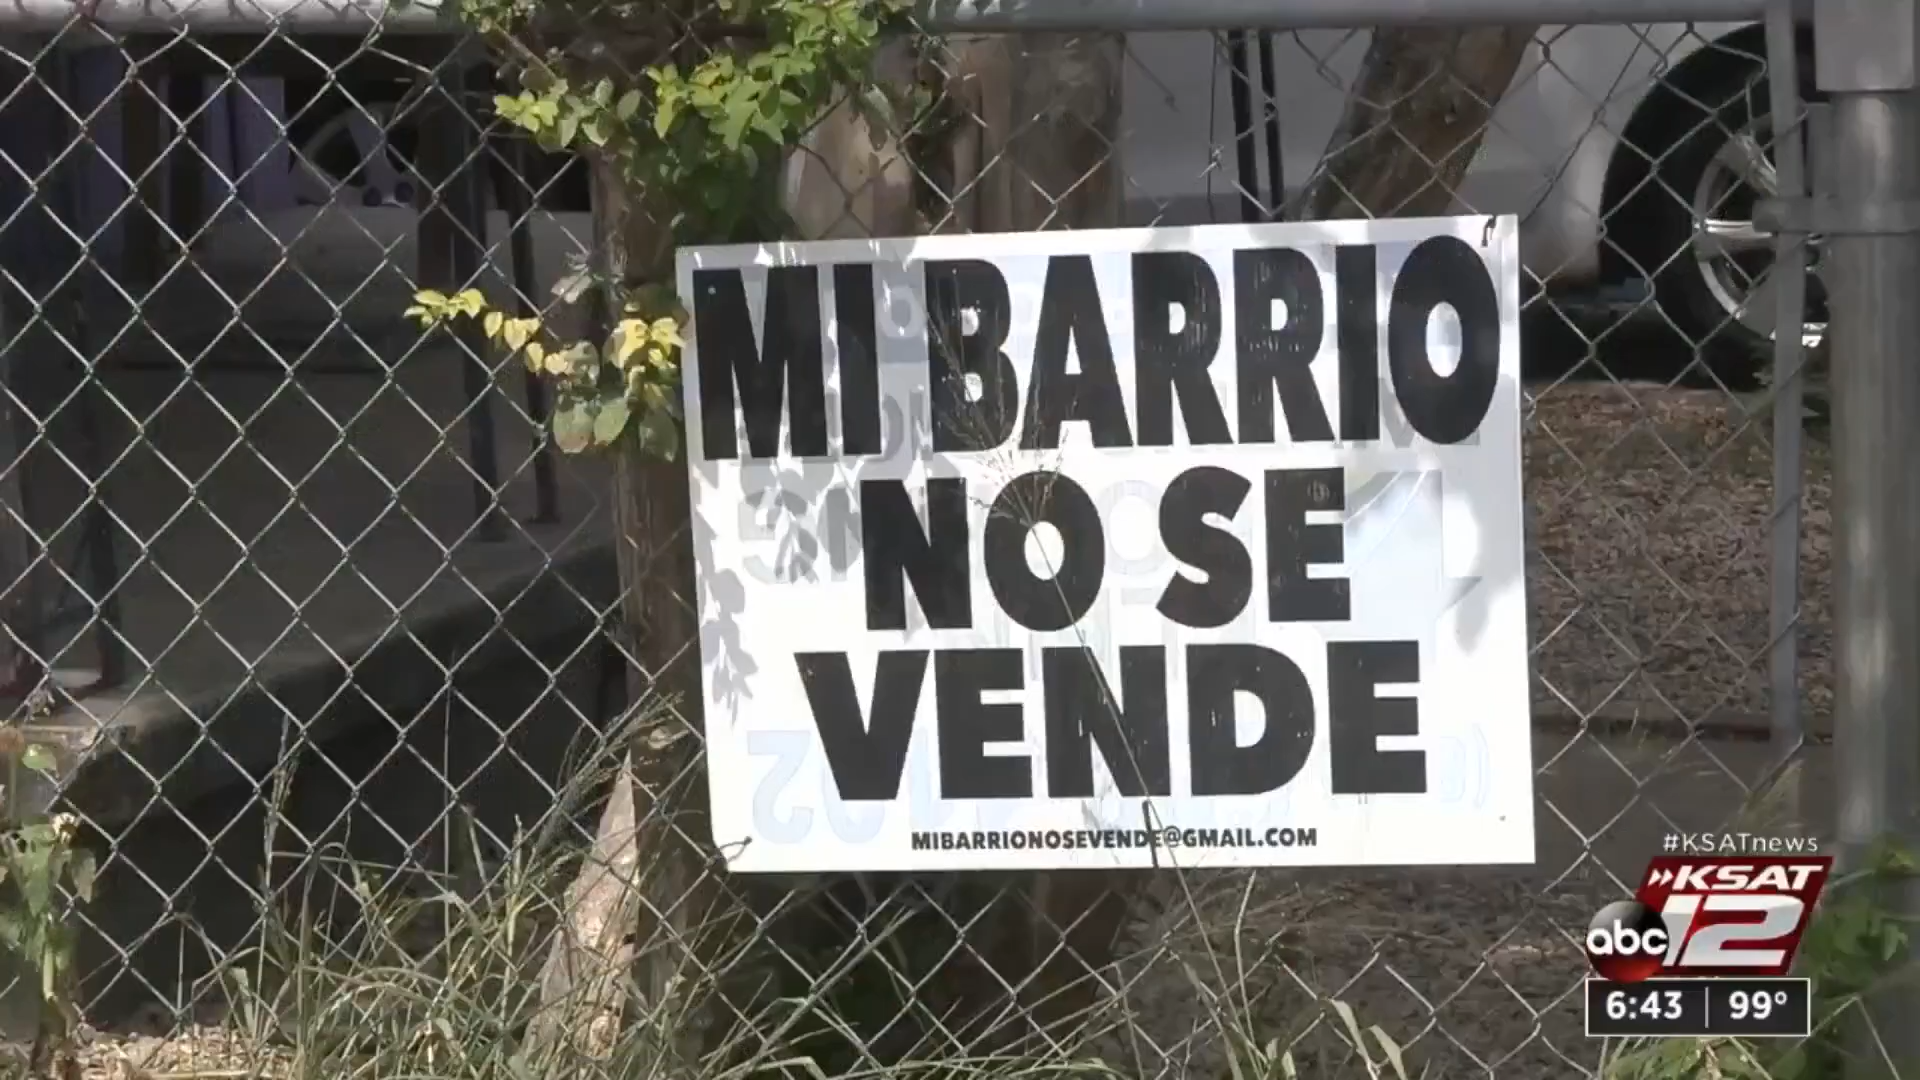 MI BARRIO
NO SE
VENDE
MIBARRIONOSEVENDE@GMAIL.COM
#KSATnews
KSAT
abc 12
6:43 99°